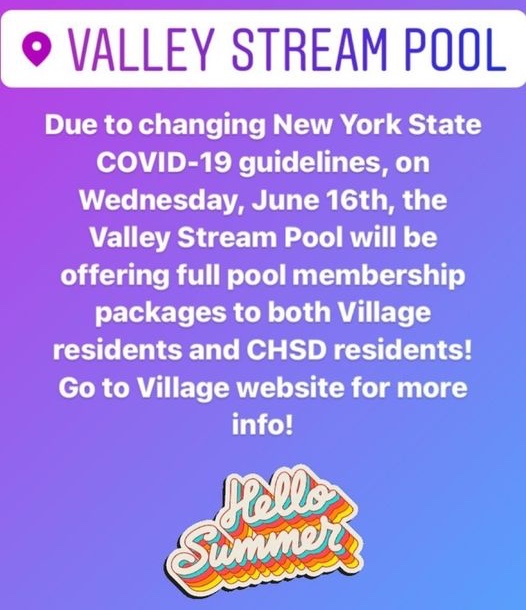 VALLEY STREAM POOL
Due to changing New York State
COVID-19 guidelines, on
Wednesday, June 16th, the
Valley Stream Pool will be
offering full pool membership
packages to both Village
residents and CHSD residents!
Go to Village website for more
info!
Hello
Summer